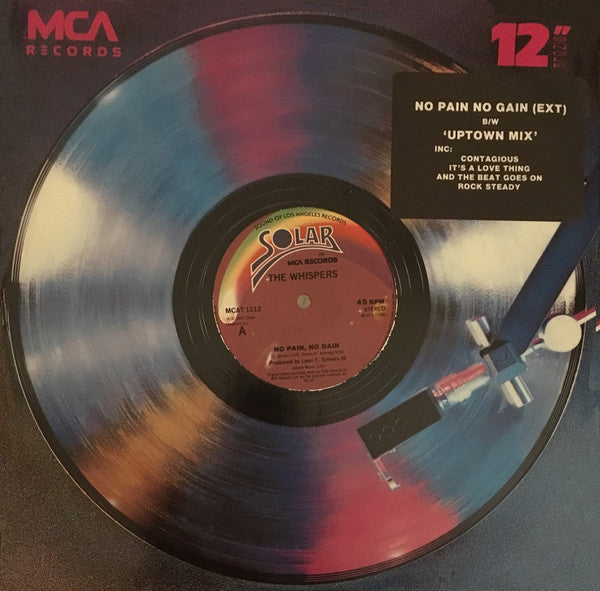 MCA
RECORDS
12"
NO PAIN NO GAIN (EXT)
B/W
'UPTOWN MIX'
INC:
CONTAGIOUS
IT'S A LOVE THING
AND THE BEAT GOES ON
ROCK STEADY
SOUND OF LOS ANGELES RECORDS
SOLAR
TM
MCA RECORDS
THE WHISPERS
MCAT 1212
45 RPM
STEREO
A
NO PAIN, NO GAIN
Produced by Leon F. Sylvers III